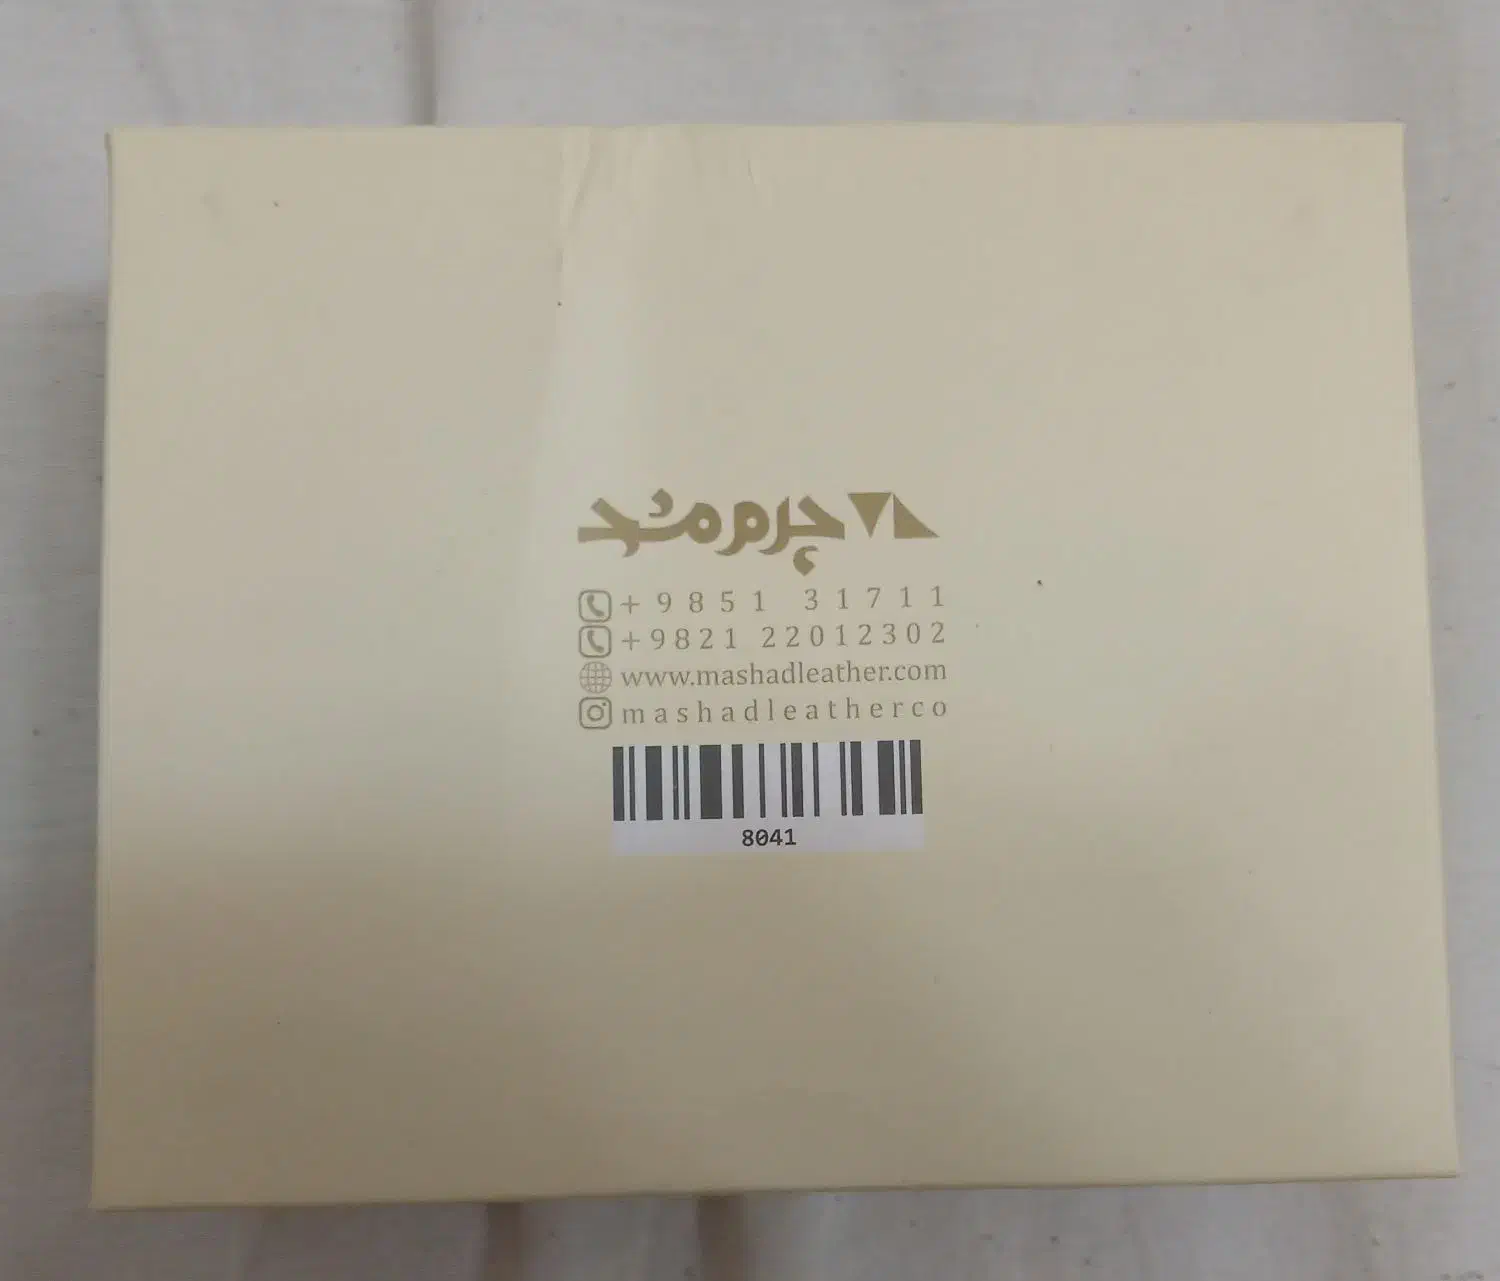 چرم مشهد
+9851 31711
+9821 22012302
www.mashadleather.com
mashadleatherco
8041